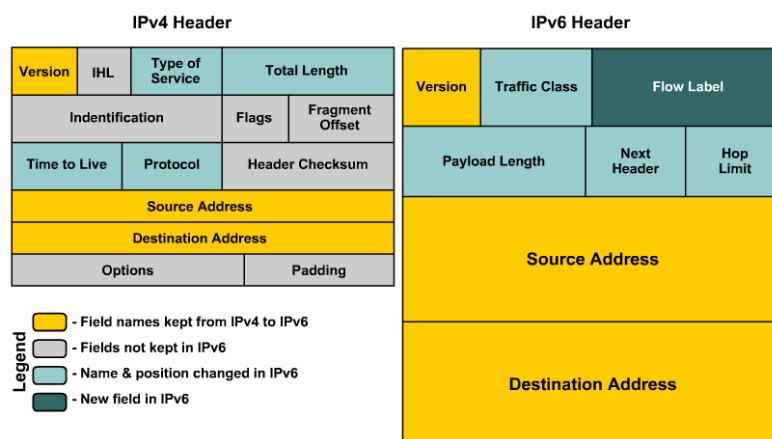 IPv4 Header
Version
IHL
Type of
Service
Total Length
Indentification
Flags
Fragment
Offset
Time to Live
Protocol
Header Checksum
Source Address
Destination Address
Options
Padding
Legend
- Field names kept from IPv4 to IPv6
- Fields not kept in IPv6
- Name & position changed in IPv6
- New field in IPv6
IPv6 Header
Version
Traffic Class
Flow Label
Payload Length
Next
Header
Hop
Limit
Source Address
Destination Address